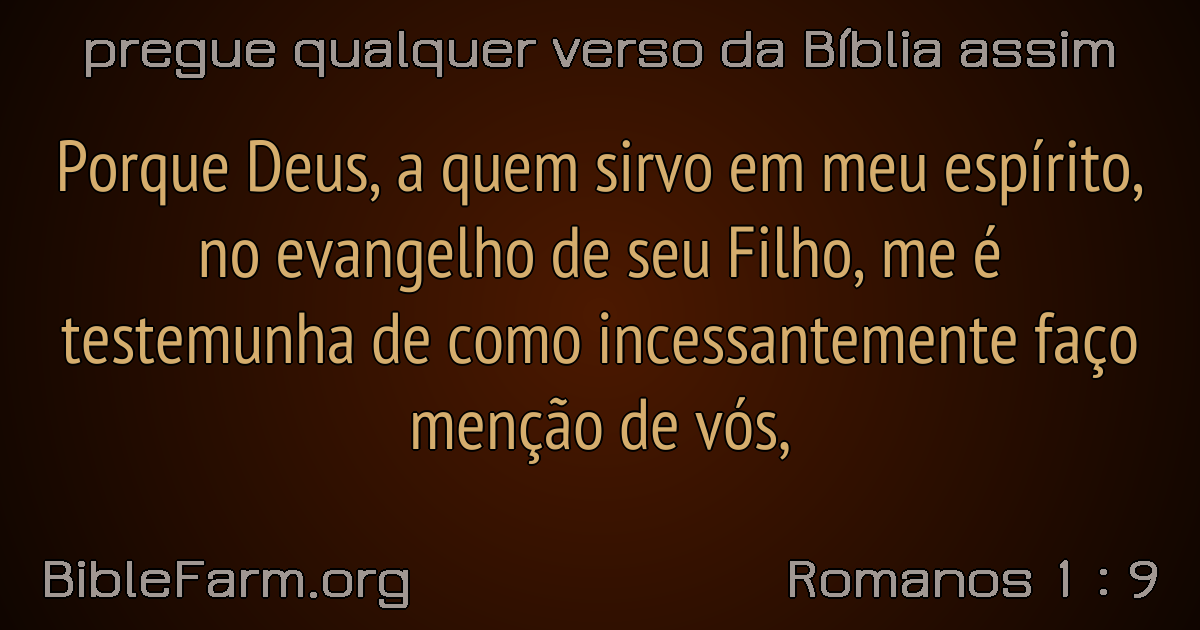 pregue qualquer verso da Bíblia assim
Porque Deus, a quem sirvo em meu espírito,
no evangelho de seu Filho, me é
testemunha de como incessantemente faço
menção de vós,
BibleFarm.org
Romanos 1 : 9